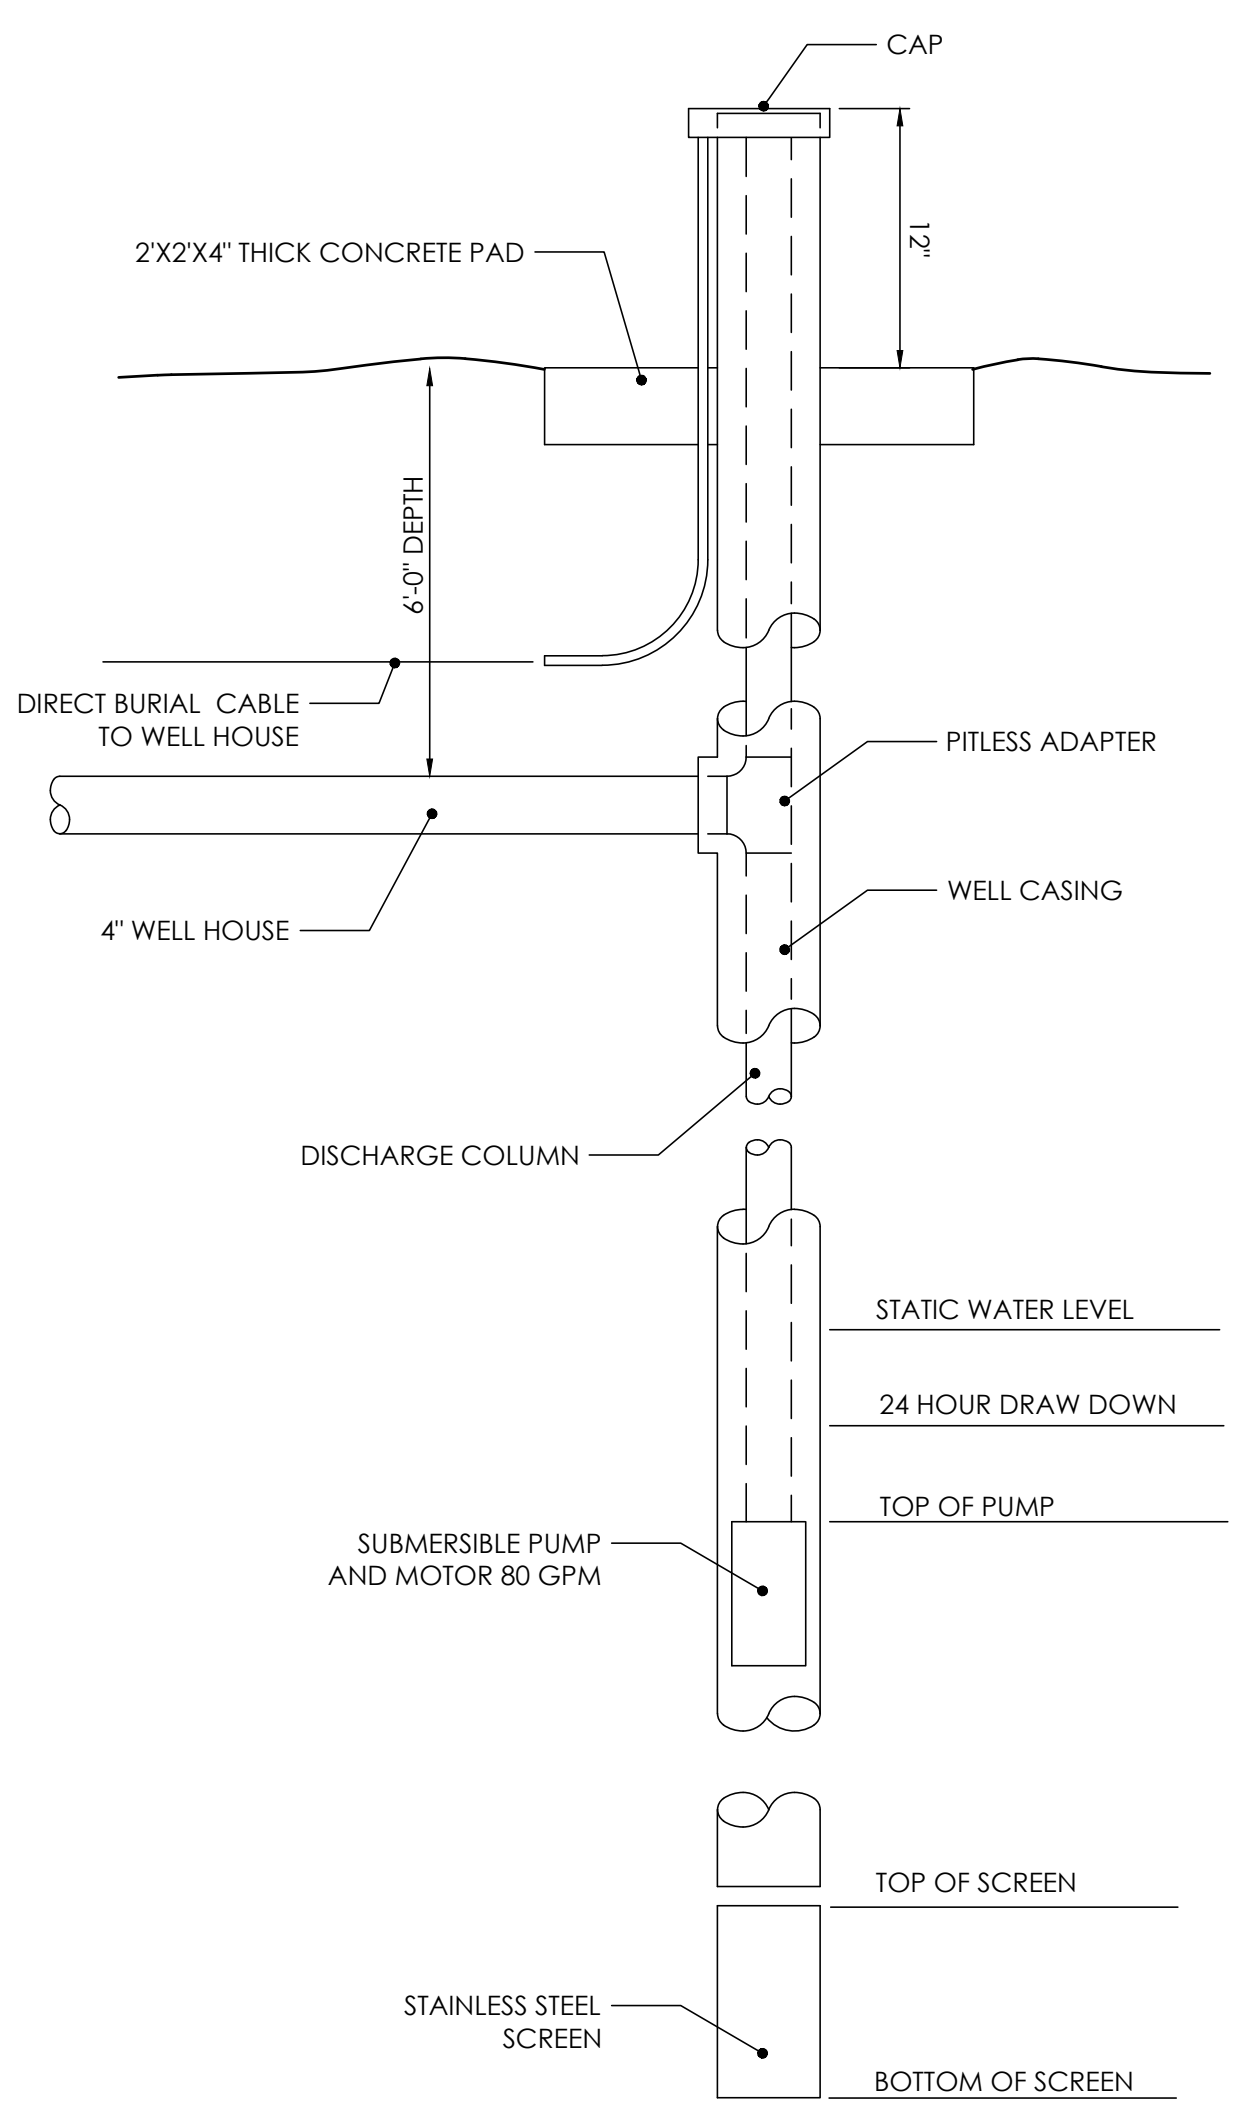 CAP
12"
2'X2'X4" THICK CONCRETE PAD
6'-0" DEPTH
DIRECT BURIAL CABLE
TO WELL HOUSE
PITLESS ADAPTER
WELL CASING
4" WELL HOUSE
DISCHARGE COLUMN
STATIC WATER LEVEL
24 HOUR DRAW DOWN
TOP OF PUMP
SUBMERSIBLE PUMP
AND MOTOR 80 GPM
TOP OF SCREEN
STAINLESS STEEL
SCREEN
BOTTOM OF SCREEN